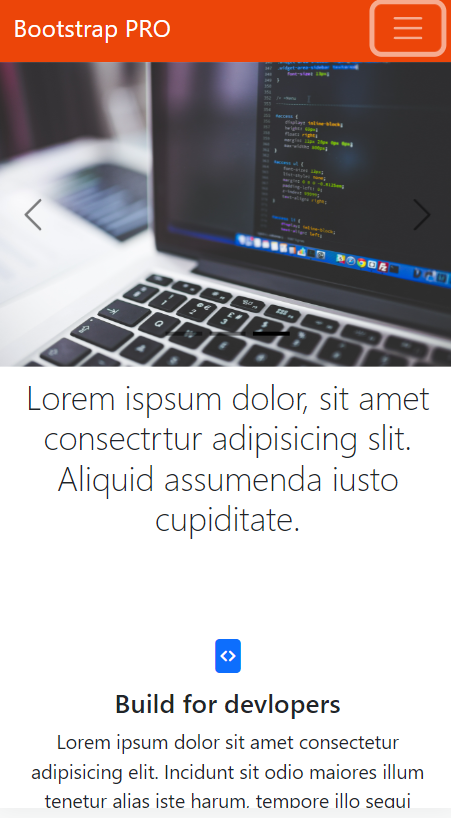 Bootstrap PRO
Lorem ispsum dolor, sit amet
consectrtur adipisicing slit.
Aliquid assumenda iusto
cupiditate.
Build for devlopers
Lorem ipsum dolor sit amet consectetur
adipisicing elit. Incidunt sit odio maiores illum
tenetur alias iste harum, tempore illo sequi